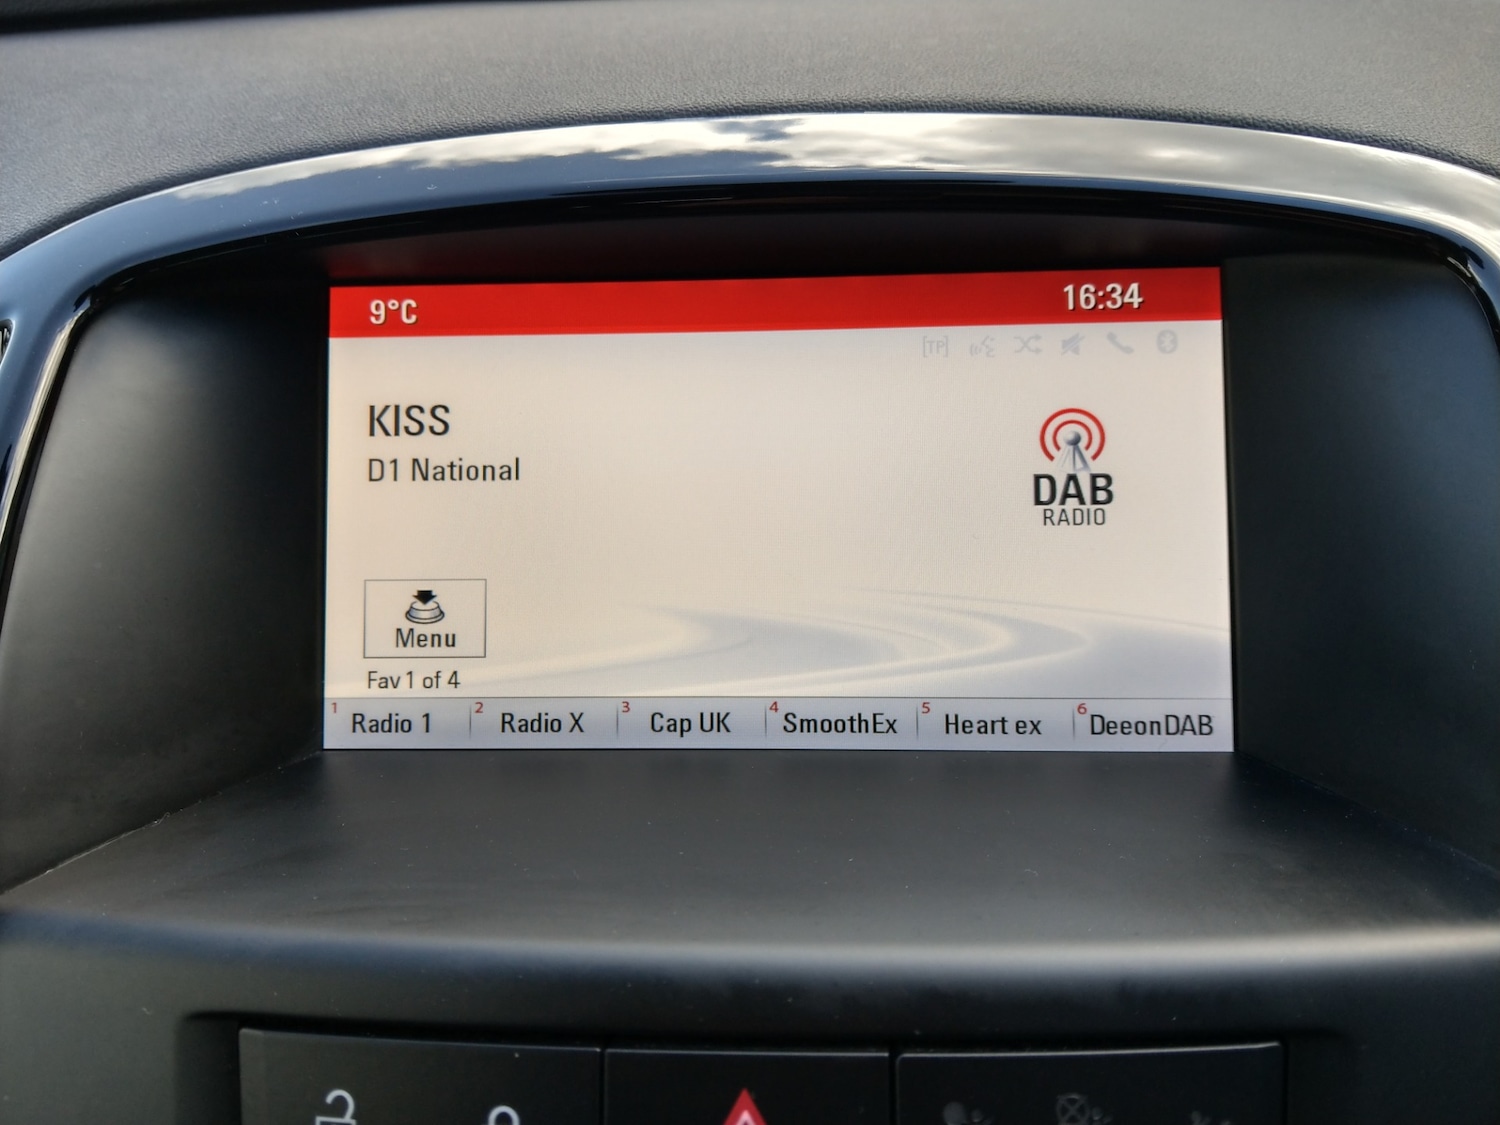 9°C 16:34
[TP]
KISS
D1 National
DAB
RADIO
Menu
Fav 1 of 4
1 Radio 1 2 Radio X 3 Cap UK 4 SmoothEx 5 Heart ex 6 DeeonDAB